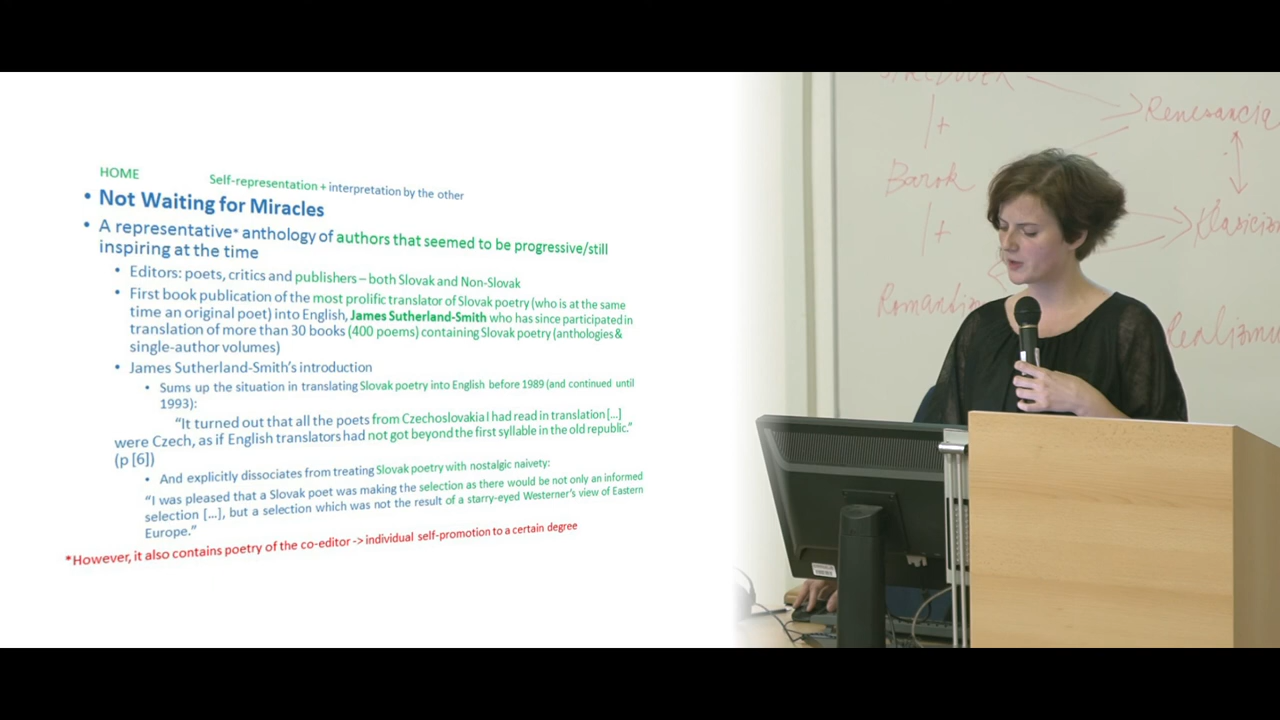 HOME
Self-representation + interpretation by the other
• Not Waiting for Miracles
• A representative* anthology of authors that seemed to be progressive/still
inspiring at the time
• Editors: poets, critics and publishers – both Slovak and Non-Slovak
• First book publication of the most prolific translator of Slovak poetry (who is at the same
time an original poet) into English, James Sutherland-Smith who has since participated in
translation of more than 30 books (400 poems) containing Slovak poetry (anthologies &
single-author volumes)
• James Sutherland-Smith's introduction
• Sums up the situation in translating Slovak poetry into English before 1989 (and continued until
1993):
"It turned out that all the poets from Czechoslovakia I had read in translation […]
were Czech, as if English translators had not got beyond the first syllable in the old republic."
(p [6])
• And explicitly dissociates from treating Slovak poetry with nostalgic naivety:
"I was pleased that a Slovak poet was making the selection as there would be not only an informed
selection […], but a selection which was not the result of a starry-eyed Westerner's view of Eastern
Europe."
*However, it also contains poetry of the co-editor -> individual self-promotion to a certain degree
Renesancia
+
Barok
+